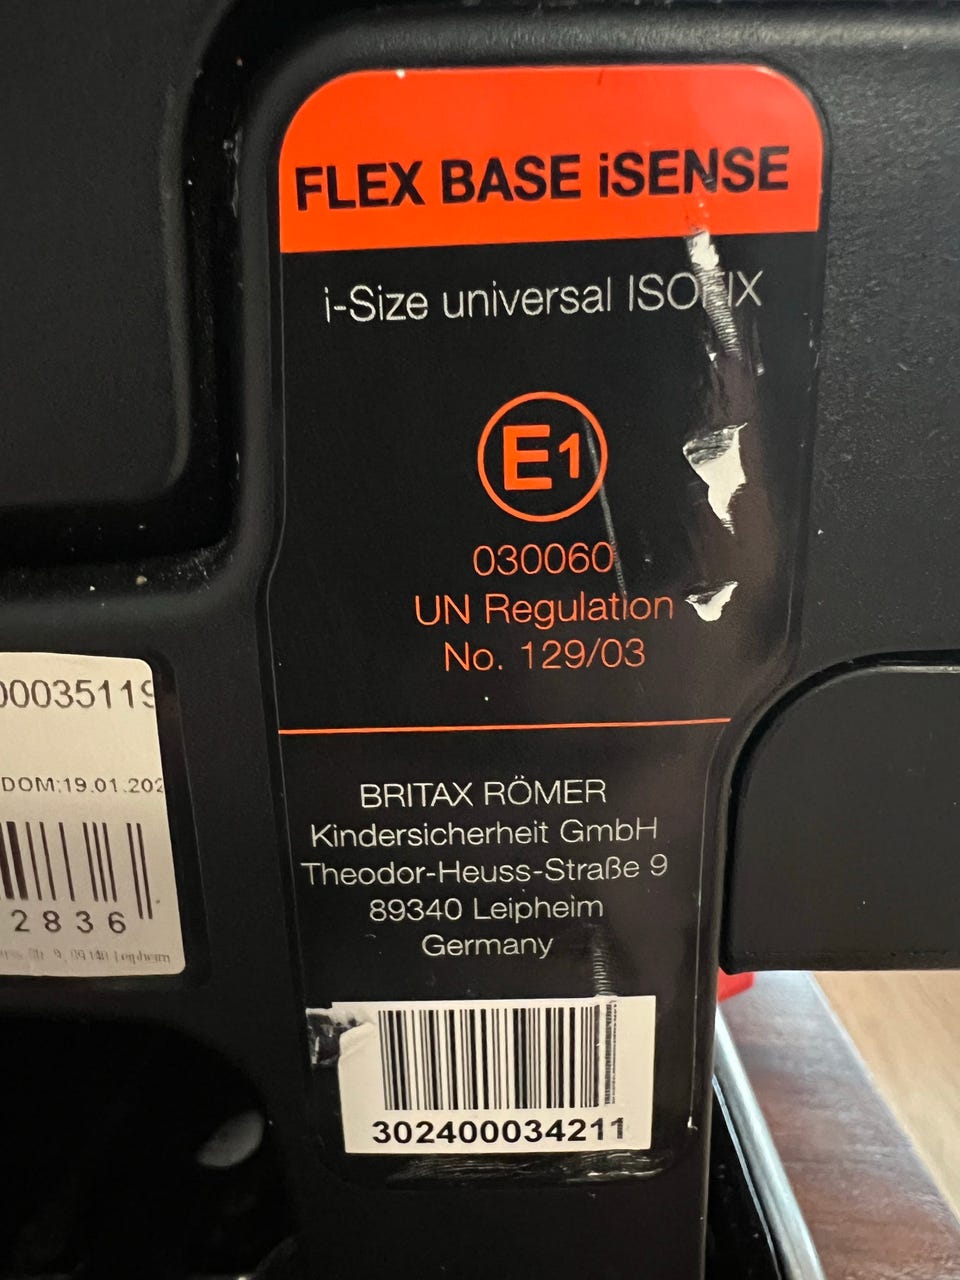 FLEX BASE iSENSE
i-Size universal ISOFIX
E1
030060
UN Regulation
No. 129/03
BRITAX RÖMER
Kindersicherheit GmbH
Theodor-Heuss-Straße 9
89340 Leipheim
Germany
302400034211
00035119
DOM:19.01.202
2836